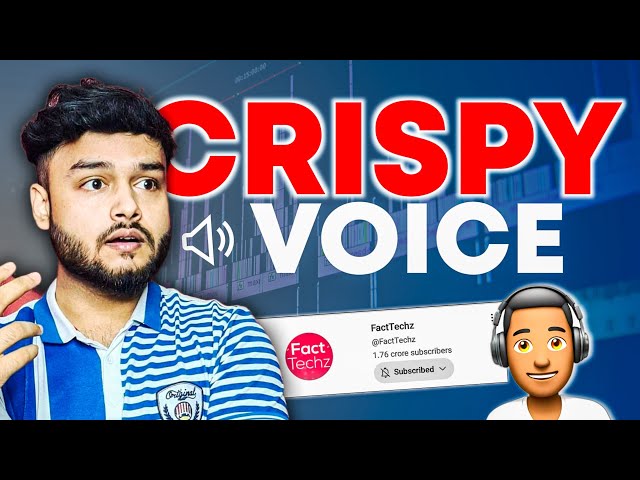 CRISPY
VOICE
Fact
Techz
FactTechz
@FactTechz
1.76 crore subscribers
Subscribed
Original